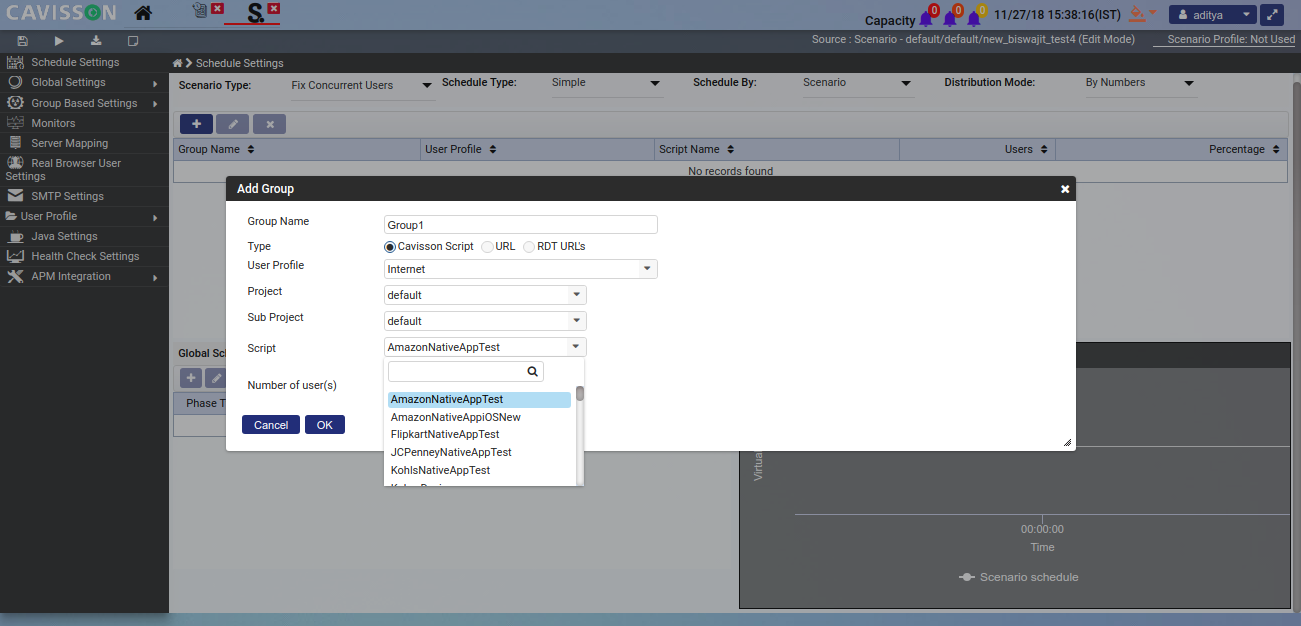 CAVISSON
S.
Capacity 0 0 0 11/27/18 15:38:16(IST) aditya
Source : Scenario - default/default/new_biswajit_test4 (Edit Mode) Scenario Profile: Not Used
Schedule Settings
Global Settings
Group Based Settings
Monitors
Server Mapping
Real Browser User
Settings
SMTP Settings
User Profile
Java Settings
Health Check Settings
APM Integration
Schedule Settings
Scenario Type: Fix Concurrent Users Schedule Type: Simple Schedule By: Scenario Distribution Mode: By Numbers
Group Name User Profile Script Name Users Percentage
No records found
Add Group
Group Name Group1
Type Cavisson Script URL RDT URL's
User Profile Internet
Project default
Sub Project default
Script AmazonNativeAppTest
Number of user(s)
AmazonNativeAppTest
AmazonNativeAppiOSNew
FlipkartNativeAppTest
JCPenneyNativeAppTest
KohlsNativeAppTest
Cancel OK
Global Sc
Phase T
Virtua
00:00:00
Time
Scenario schedule